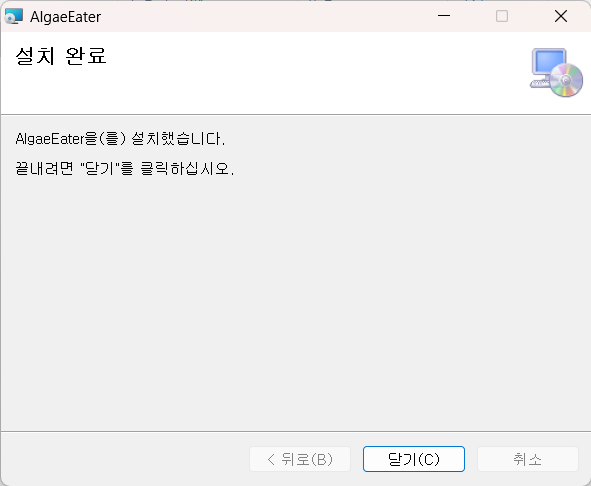 AlgaeEater
설치 완료
AlgaeEater을(를) 설치했습니다.
끝내려면 "닫기"를 클릭하십시오.
< 뒤로(B)
닫기(C)
취소